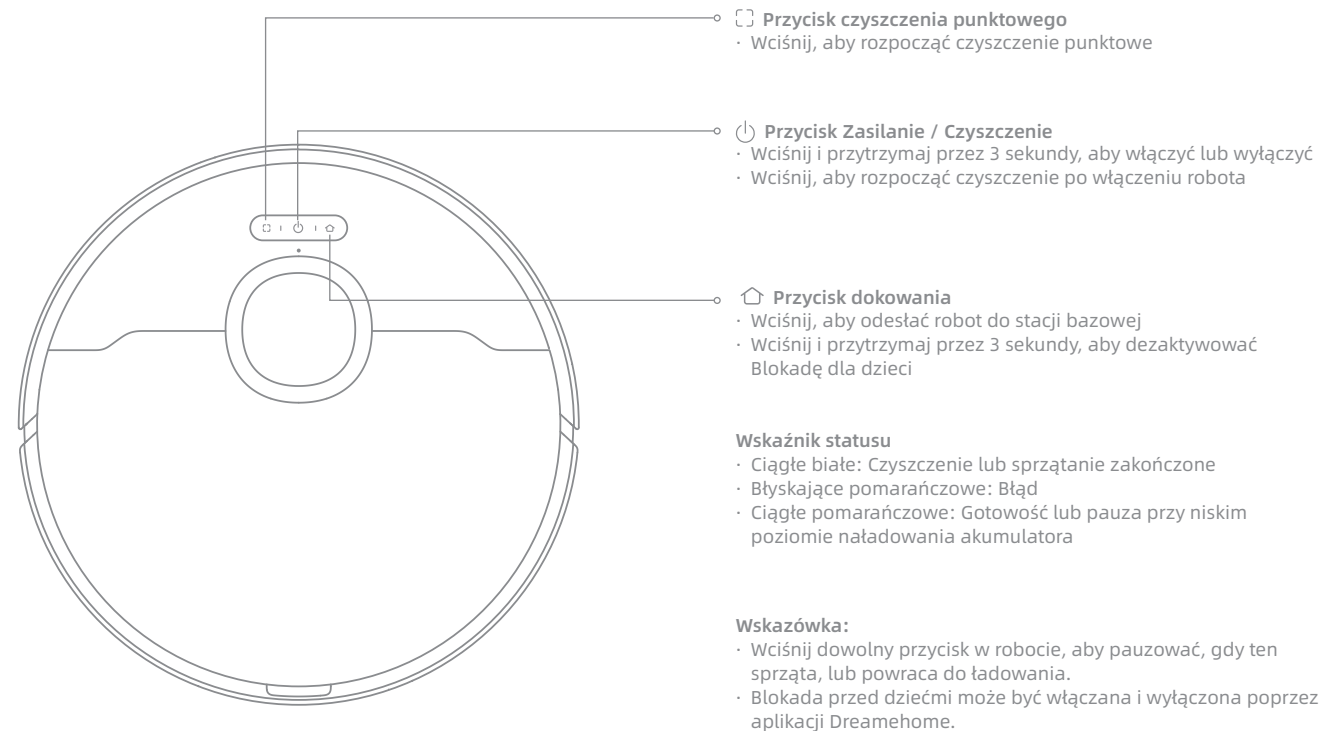 Przycisk czyszczenia punktowego
· Wciśnij, aby rozpocząć czyszczenie punktowe
Przycisk Zasilanie / Czyszczenie
· Wciśnij i przytrzymaj przez 3 sekundy, aby włączyć lub wyłączyć
· Wciśnij, aby rozpocząć czyszczenie po włączeniu robota
Przycisk dokowania
· Wciśnij, aby odesłać robot do stacji bazowej
· Wciśnij i przytrzymaj przez 3 sekundy, aby dezaktywować
Blokadę dla dzieci
Wskaźnik statusu
· Ciągłe białe: Czyszczenie lub sprzątanie zakończone
· Błyskające pomarańczowe: Błąd
· Ciągłe pomarańczowe: Gotowość lub pauza przy niskim
poziomie naładowania akumulatora
Wskazówka:
· Wciśnij dowolny przycisk w robocie, aby pauzować, gdy ten
sprząta, lub powraca do ładowania.
· Blokada przed dziećmi może być włączana i wyłączona poprzez
aplikacji Dreamehome.